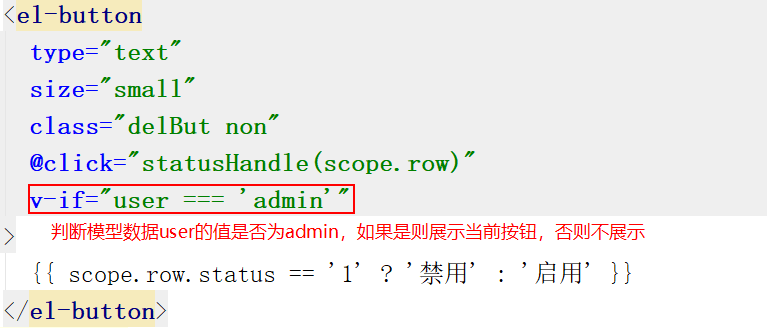 <el-button
type="text"
size="small"
class="delBut non"
@click="statusHandle(scope.row)"
v-if="user === 'admin'"
> 判断模型数据user的值是否为admin，如果是则展示当前按钮，否则不展示
{{ scope.row.status == '1' ? '禁用' : '启用' }}
</el-button>